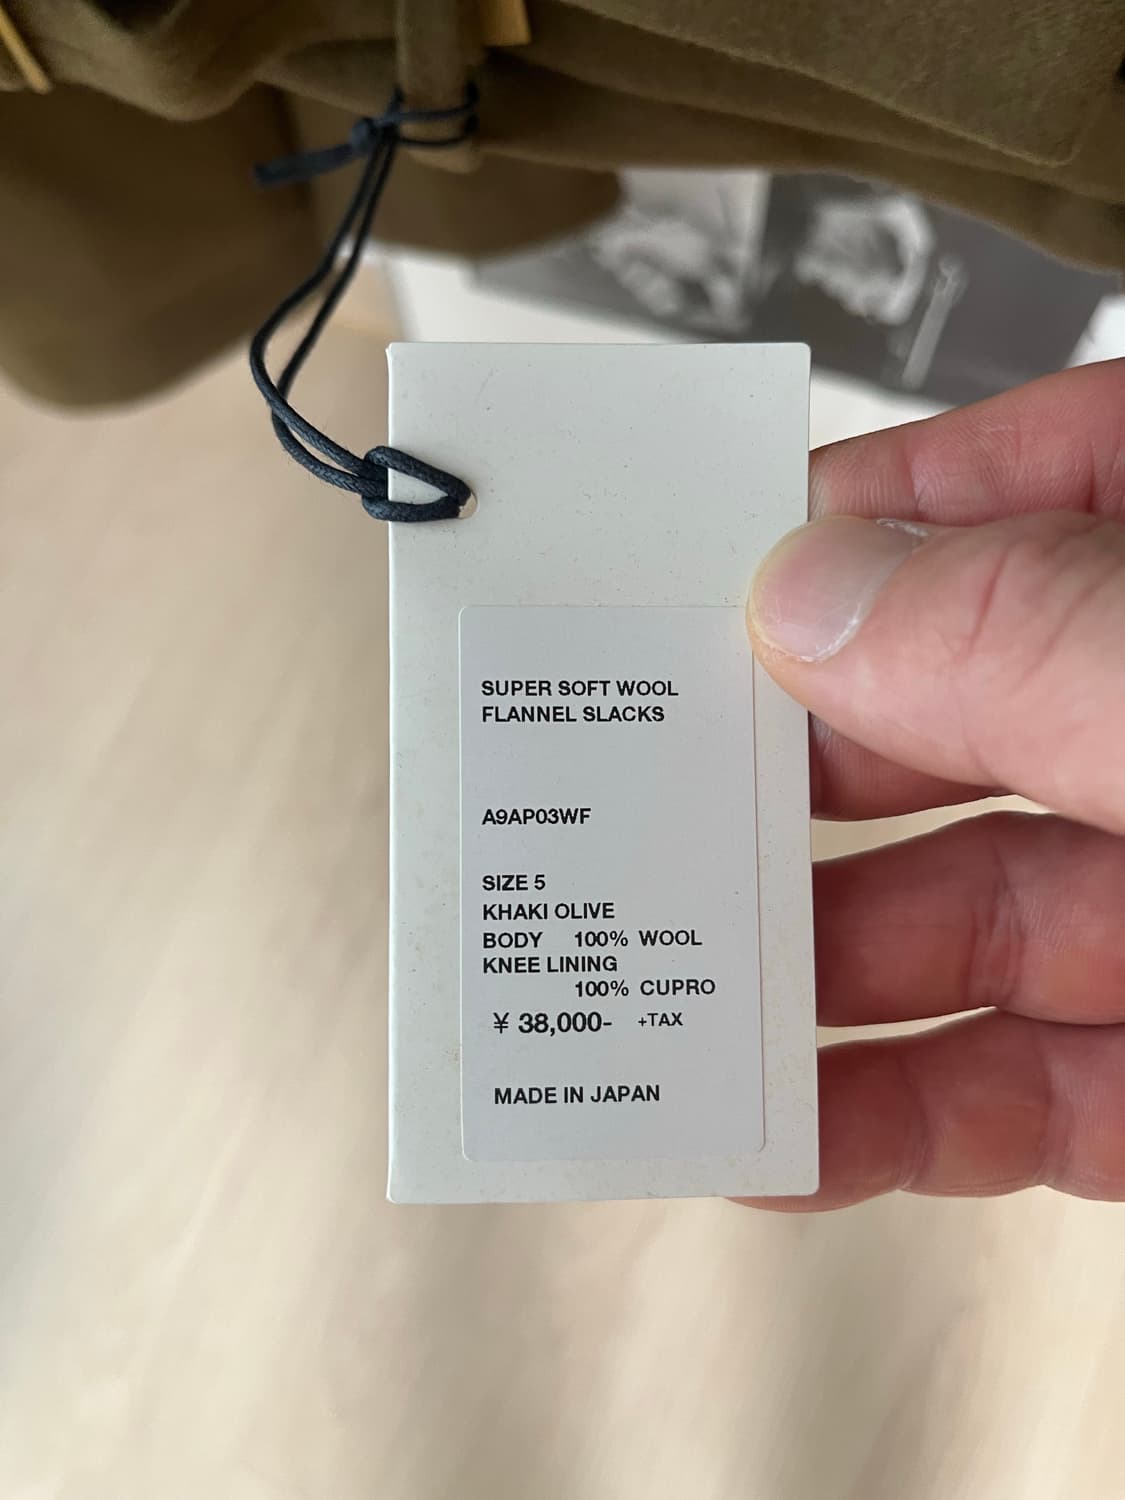 SUPER SOFT WOOL
FLANNEL SLACKS
A9AP03WF
SIZE 5
KHAKI OLIVE
BODY 100% WOOL
KNEE LINING
100% CUPRO
¥ 38,000- +TAX
MADE IN JAPAN